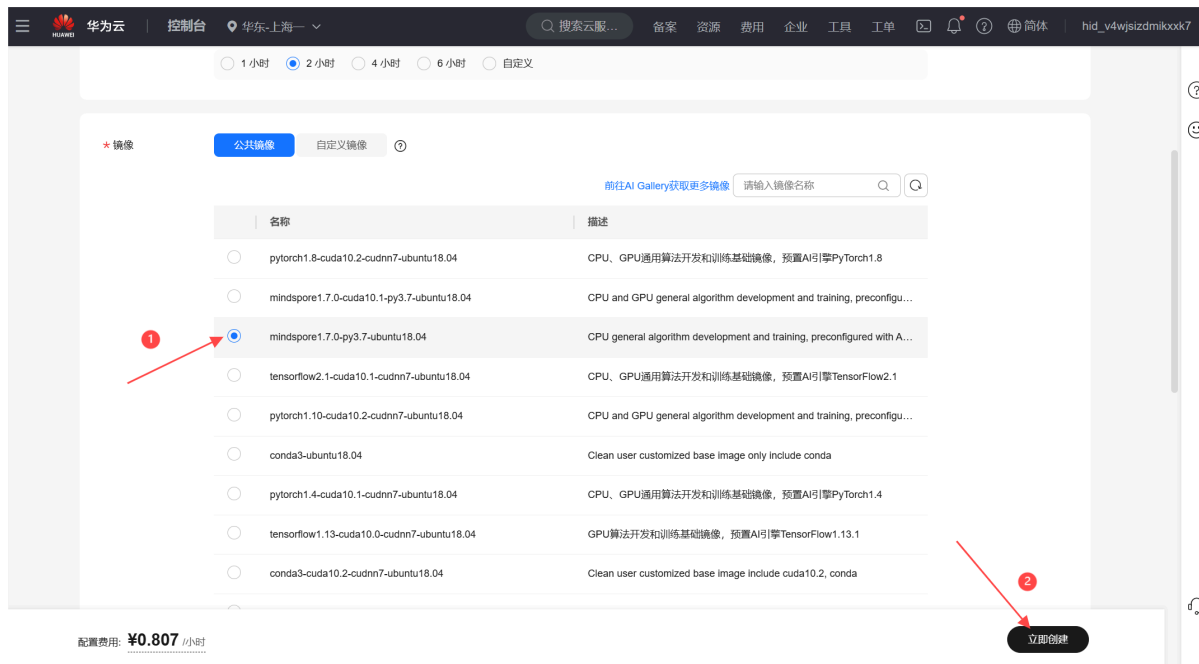 HUAWEI 华为云 控制台 华东-上海一 搜索云服... 备案 资源 费用 企业 工具 工单 简体 hid_v4wjsizdmikxxk7
1 小时 2 小时 4 小时 6 小时 自定义
* 镜像 公共镜像 自定义镜像
前往AI Gallery获取更多镜像 请输入镜像名称
名称 描述
pytorch1.8-cuda10.2-cudnn7-ubuntu18.04 CPU、GPU通用算法开发和训练基础镜像，预置AI引擎PyTorch1.8
mindspore1.7.0-cuda10.1-py3.7-ubuntu18.04 CPU and GPU general algorithm development and training, preconfigu...
1 mindspore1.7.0-py3.7-ubuntu18.04 CPU general algorithm development and training, preconfigured with A...
tensorflow2.1-cuda10.1-cudnn7-ubuntu18.04 CPU、GPU通用算法开发和训练基础镜像，预置AI引擎TensorFlow2.1
pytorch1.10-cuda10.2-cudnn7-ubuntu18.04 CPU and GPU general algorithm development and training, preconfigu...
conda3-ubuntu18.04 Clean user customized base image only include conda
pytorch1.4-cuda10.1-cudnn7-ubuntu18.04 CPU、GPU通用算法开发和训练基础镜像，预置AI引擎PyTorch1.4
tensorflow1.13-cuda10.0-cudnn7-ubuntu18.04 GPU算法开发和训练基础镜像，预置AI引擎TensorFlow1.13.1
conda3-cuda10.2-cudnn7-ubuntu18.04 Clean user customized base image include cuda10.2, conda
2
配置费用: ¥0.807 /小时 立即创建